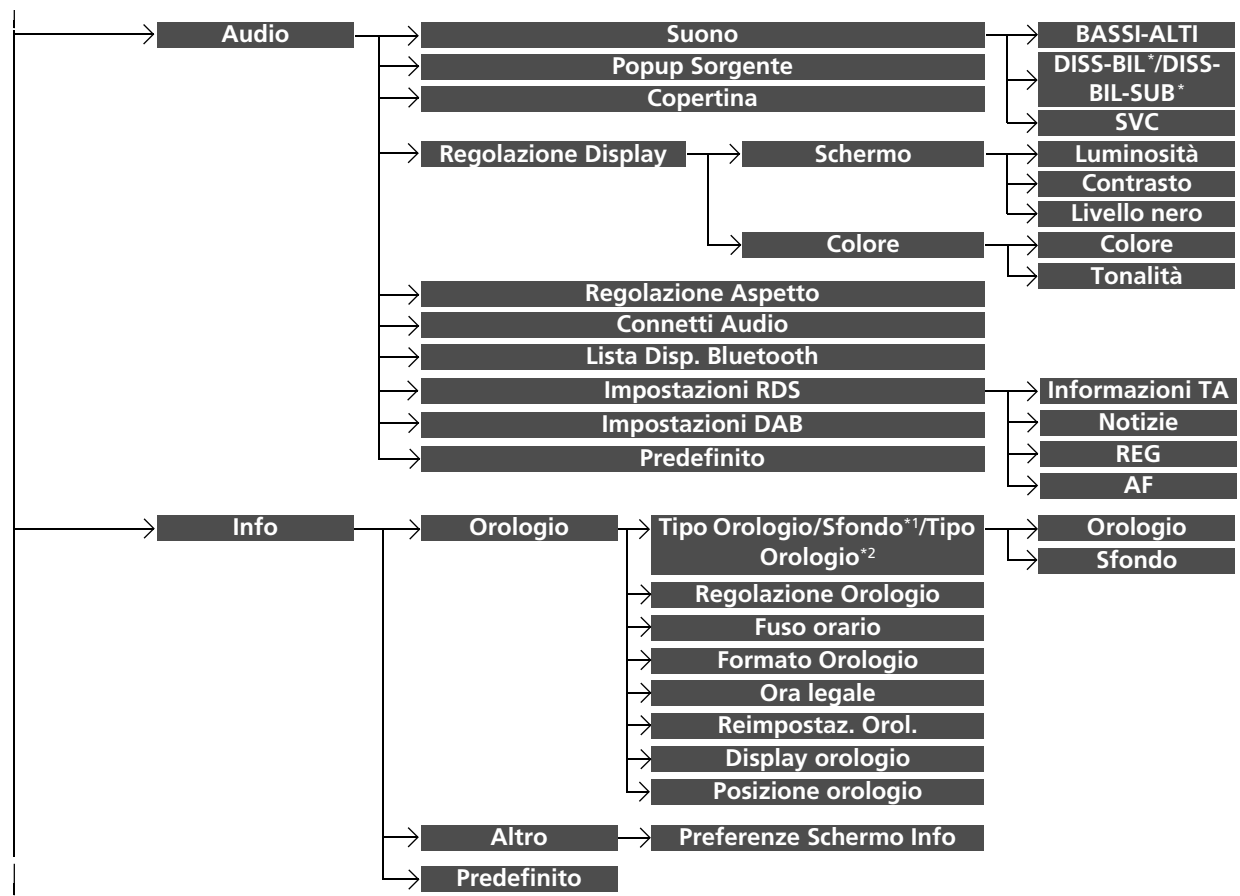 Audio
Suono
BASSI-ALTI
DISS-BIL*/DISS-
BIL-SUB*
SVC
Popup Sorgente
Copertina
Regolazione Display
Schermo
Luminosità
Contrasto
Livello nero
Colore
Colore
Tonalità
Regolazione Aspetto
Connetti Audio
Lista Disp. Bluetooth
Impostazioni RDS
Informazioni TA
Notizie
REG
AF
Impostazioni DAB
Predefinito
Info
Orologio
Tipo Orologio/Sfondo*1/Tipo
Orologio*2
Orologio
Sfondo
Regolazione Orologio
Fuso orario
Formato Orologio
Ora legale
Reimpostaz. Orol.
Display orologio
Posizione orologio
Altro
Preferenze Schermo Info
Predefinito